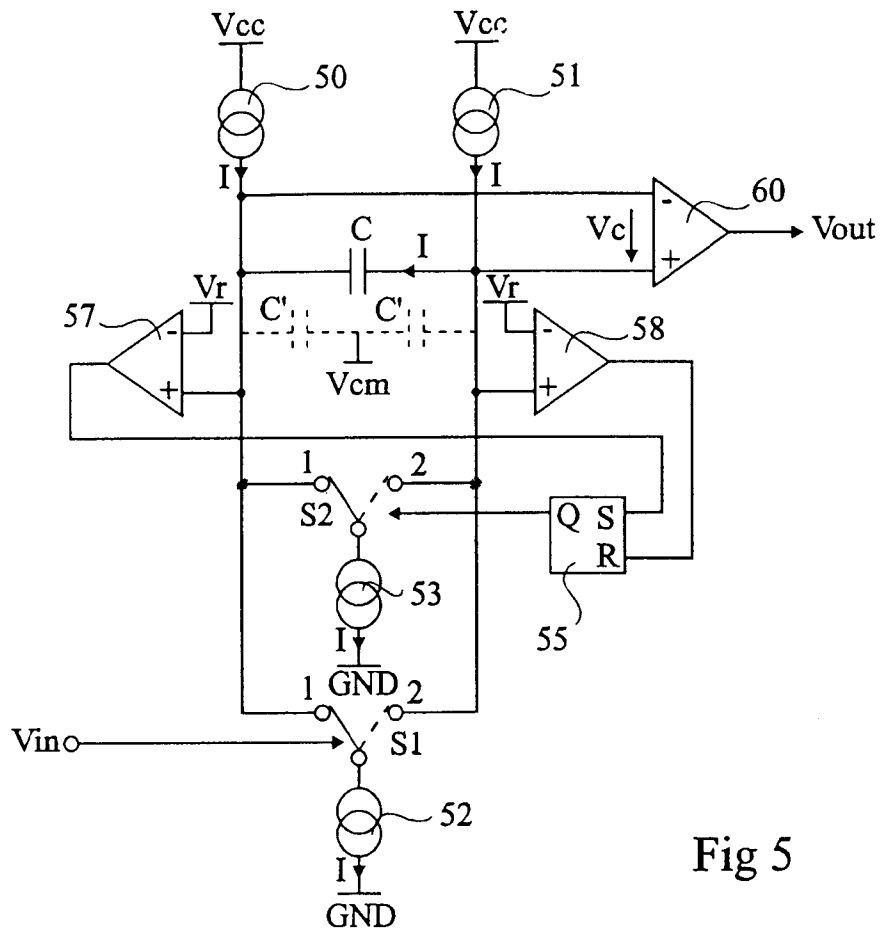 Vcc Vcc
50 51
I I
60
- 
C I Vc Vout
+
57 Vr C' C' Vr 58
- -
+ Vcm +
1 2
S2 Q S
R
53 55
I
GND
1 2
Vin S1
52
I
GND
Fig 5